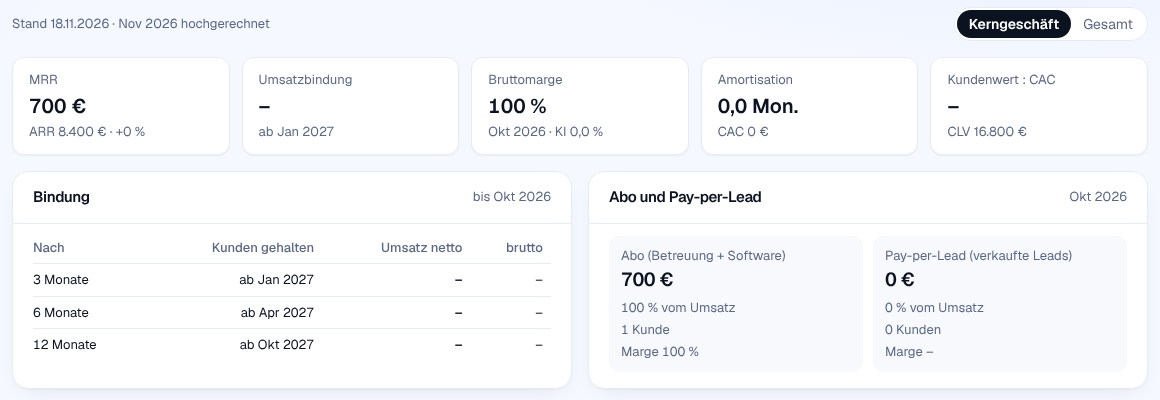 Stand 18.11.2026 · Nov 2026 hochgerechnet
Kerngeschäft Gesamt
MRR
700 €
ARR 8.400 € · +0 %
Umsatzbindung
–
ab Jan 2027
Bruttomarge
100 %
Okt 2026 · KI 0,0 %
Amortisation
0,0 Mon.
CAC 0 €
Kundenwert : CAC
–
CLV 16.800 €
Bindung bis Okt 2026
Nach Kunden gehalten Umsatz netto brutto
3 Monate ab Jan 2027 – –
6 Monate ab Apr 2027 – –
12 Monate ab Okt 2027 – –
Abo und Pay-per-Lead Okt 2026
Abo (Betreuung + Software)
700 €
100 % vom Umsatz
1 Kunde
Marge 100 %
Pay-per-Lead (verkaufte Leads)
0 €
0 % vom Umsatz
0 Kunden
Marge –